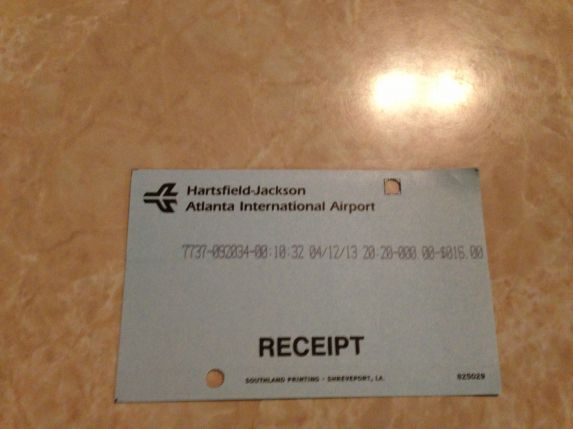 Hartsfield-Jackson
Atlanta International Airport
7737-092034-00:10:32 04/12/13 20:20-000.00-$016.00
RECEIPT
SOUTHLAND PRINTING - SHREVEPORT, LA. 825029